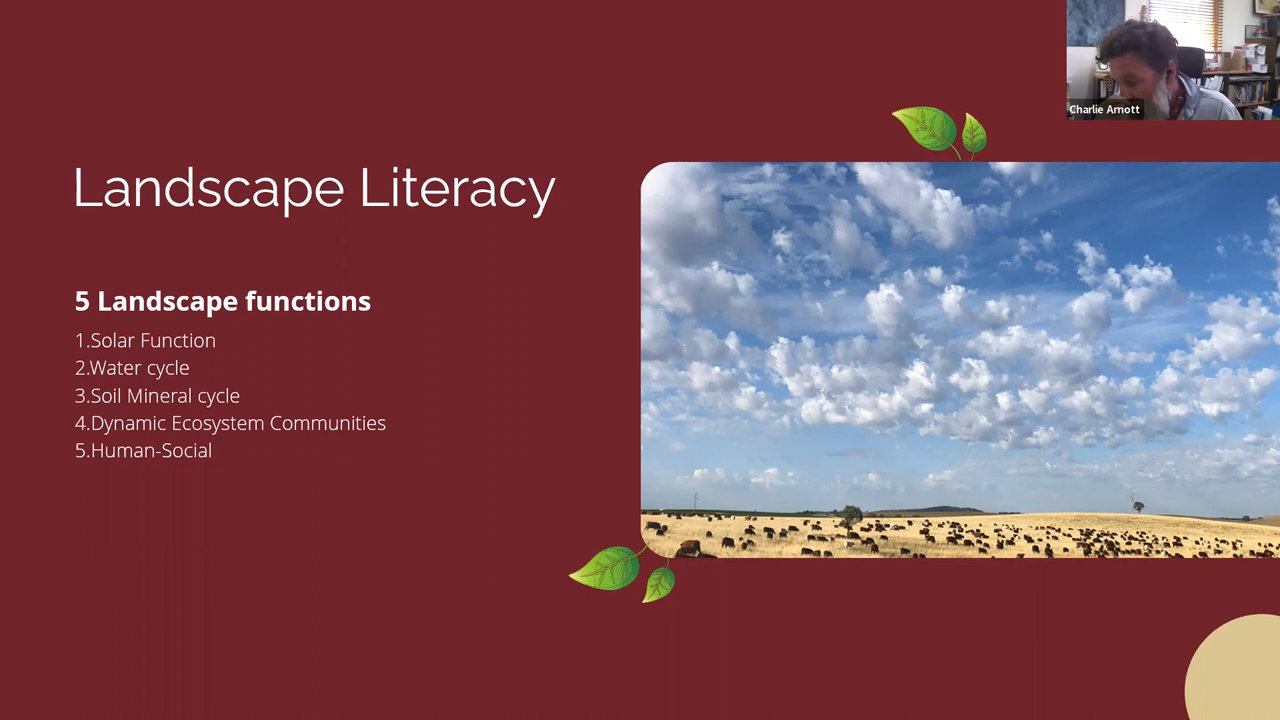 Charlie Arnott
Landscape Literacy
5 Landscape functions
1.Solar Function
2.Water cycle
3.Soil Mineral cycle
4.Dynamic Ecosystem Communities
5.Human-Social